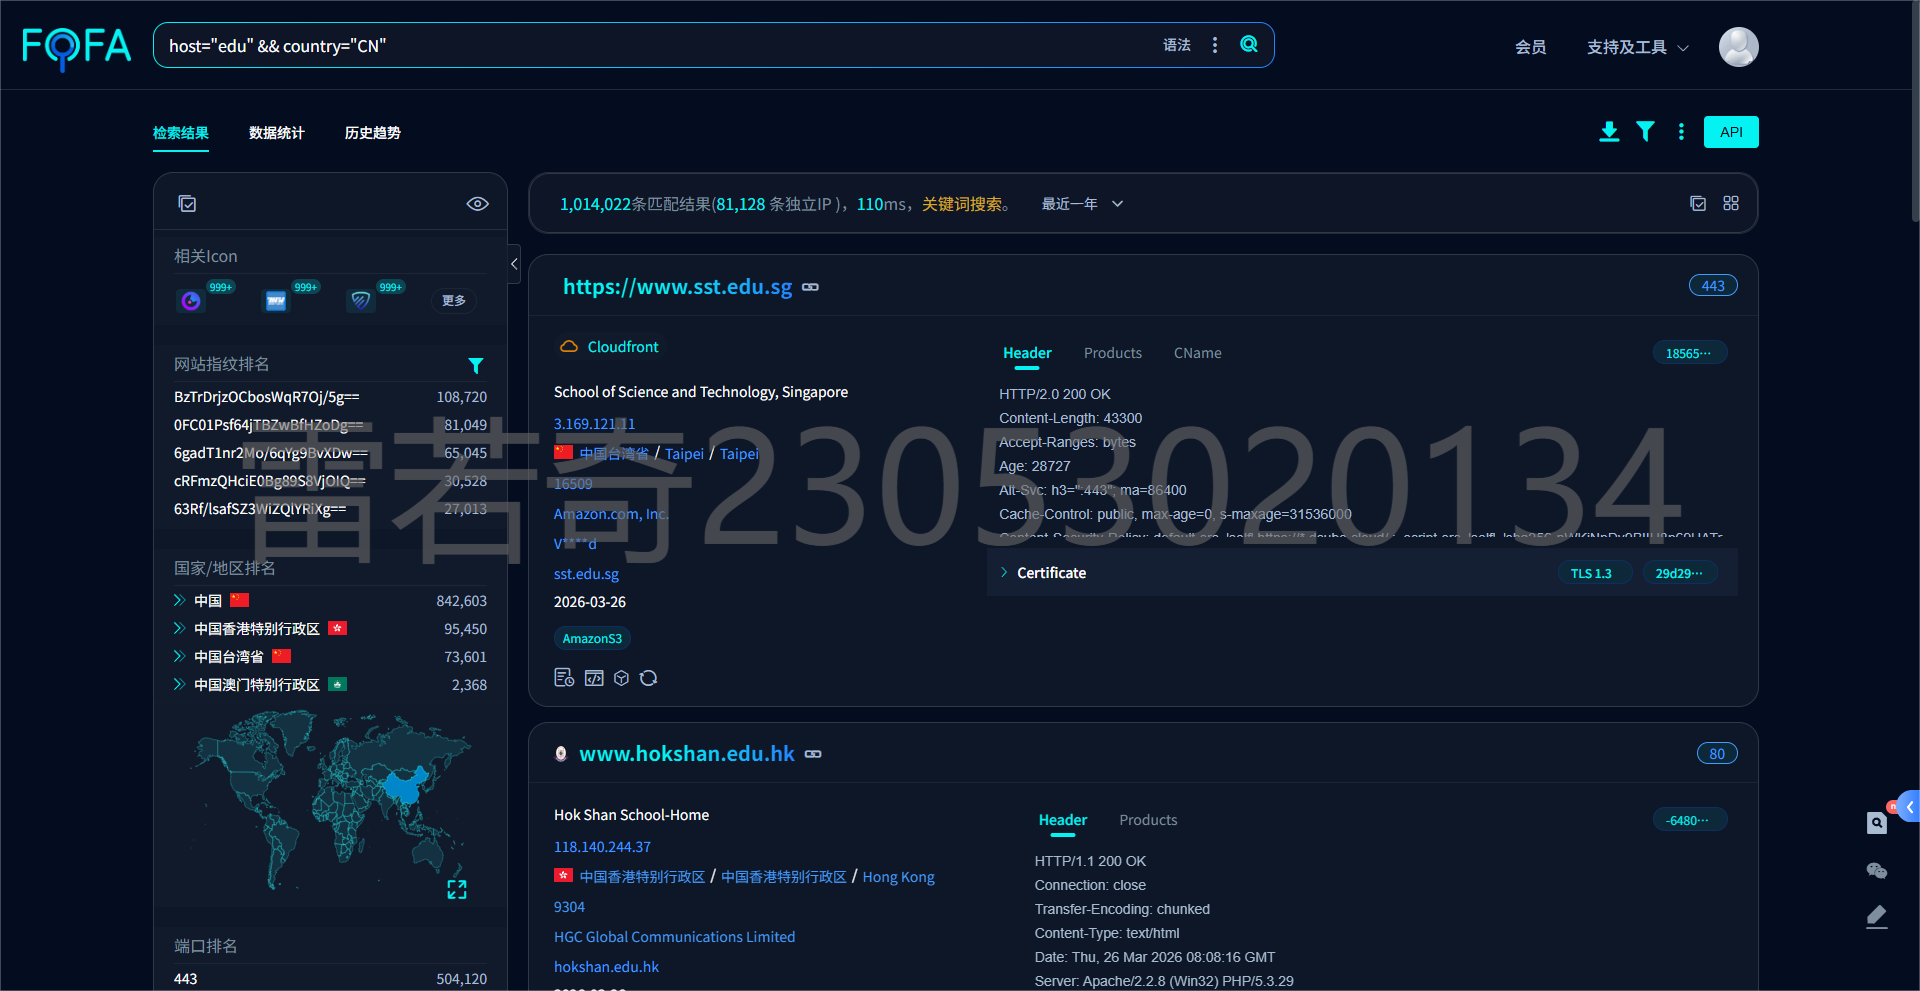 FOFA
host="edu" && country="CN"
语法
会员
支持及工具
检索结果
数据统计
历史趋势
API
1,014,022条匹配结果(81,128 条独立IP )，110ms，关键词搜索。
最近一年
相关Icon
999+
999+
999+
更多
网站指纹排名
BzTrDrjzOCbosWqR7Oj/5g== 108,720
0FC01Psf64jTBZwBfHZoDg== 81,049
6gadT1nr2Mo/6qYg9BvXDw== 65,045
cRFmzQHciE0Bg89S8VjOIQ== 30,528
63Rf/lsafSZ3WiZQlYRiXg== 27,013
国家/地区排名
中国 842,603
中国香港特别行政区 95,450
中国台湾省 73,601
中国澳门特别行政区 2,368
端口排名
443 504,120
https://www.sst.edu.sg
443
Cloudfront
School of Science and Technology, Singapore
3.169.121.11
中国台湾省 / Taipei / Taipei
16509
Amazon.com, Inc.
V****d
sst.edu.sg
2026-03-26
AmazonS3
Header Products CName
18565···
HTTP/2.0 200 OK
Content-Length: 43300
Accept-Ranges: bytes
Age: 28727
Alt-Svc: h3=":443"; ma=86400
Cache-Control: public, max-age=0, s-maxage=31536000
Certificate
TLS 1.3
29d29···
雷若奇23053020134
www.hokshan.edu.hk
80
Hok Shan School-Home
118.140.244.37
中国香港特别行政区 / 中国香港特别行政区 / Hong Kong
9304
HGC Global Communications Limited
hokshan.edu.hk
Header Products
-6480···
HTTP/1.1 200 OK
Connection: close
Transfer-Encoding: chunked
Content-Type: text/html
Date: Thu, 26 Mar 2026 08:08:16 GMT
Server: Apache/2.2.8 (Win32) PHP/5.3.29